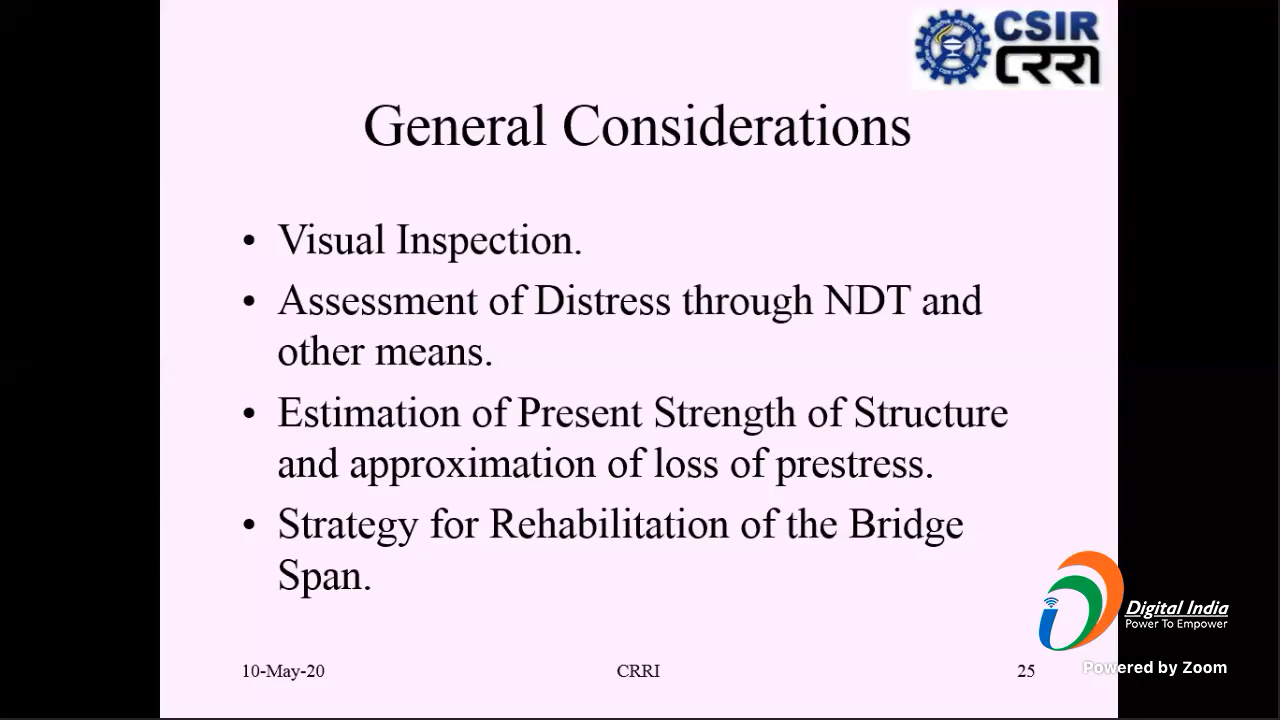 CSIR
CRRI
General Considerations
• Visual Inspection.
• Assessment of Distress through NDT and
other means.
• Estimation of Present Strength of Structure
and approximation of loss of prestress.
• Strategy for Rehabilitation of the Bridge
Span.
Digital India
Power To Empower
10-May-20
CRRI
25
Powered by Zoom